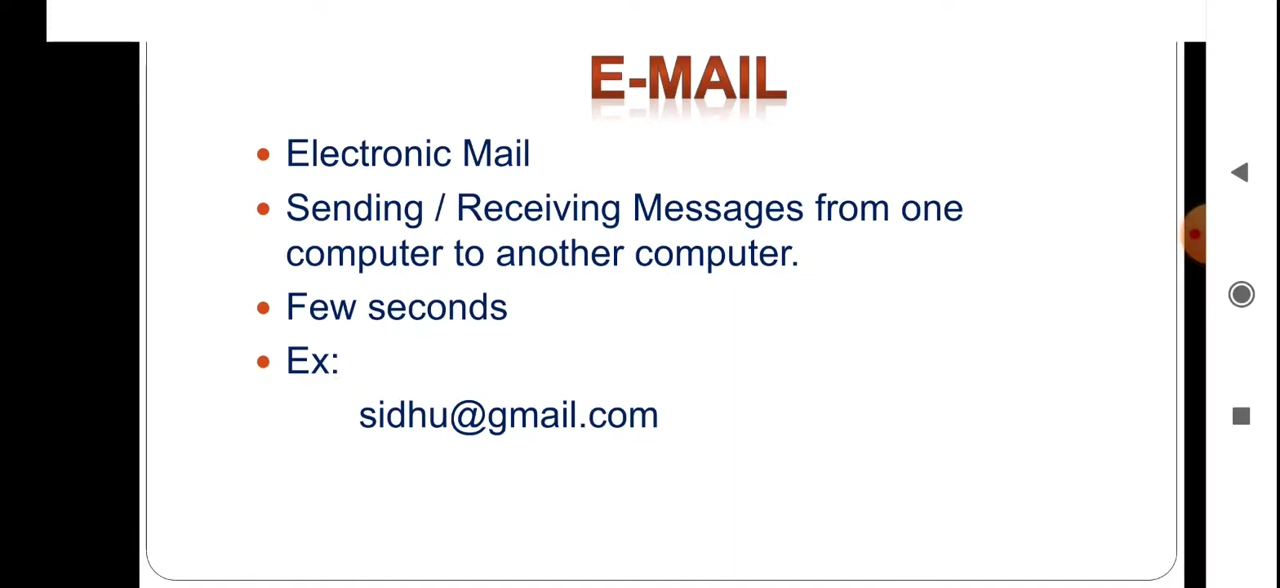 E-MAIL
Electronic Mail
Sending / Receiving Messages from one
computer to another computer.
Few seconds
Ex:
sidhu@gmail.com